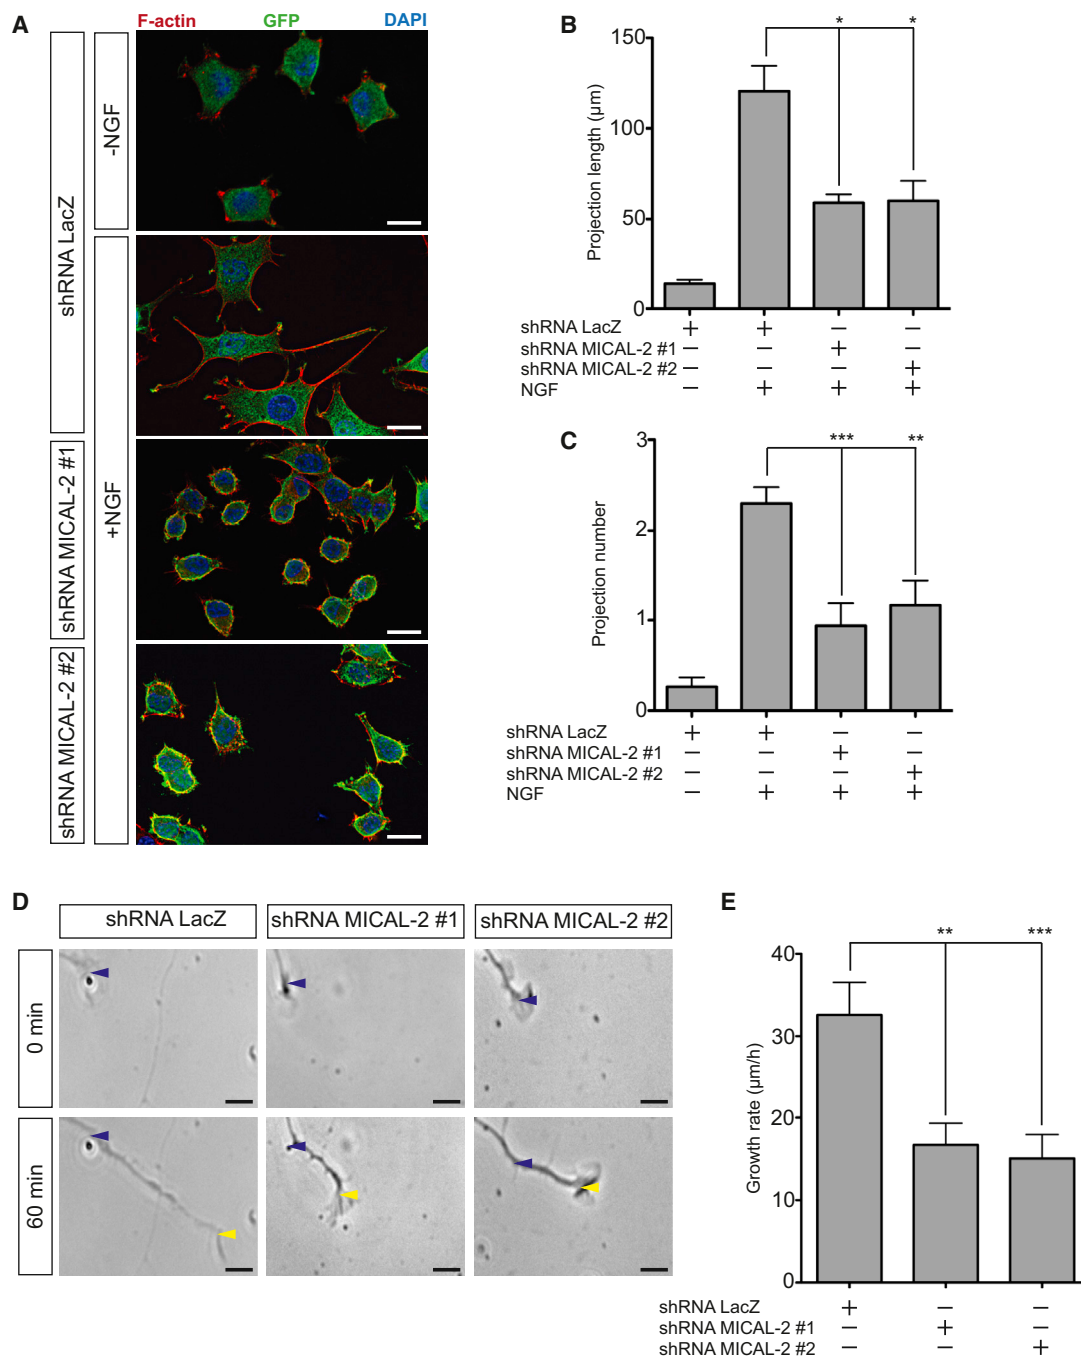 A
F-actin GFP DAPI
shRNA LacZ
-NGF
+NGF
shRNA MICAL-2 #1
shRNA MICAL-2 #2
B
Projection length (µm)
150
100
50
0
* *
shRNA LacZ + + – –
shRNA MICAL-2 #1 – – + –
shRNA MICAL-2 #2 – – – +
NGF – + + +
C
Projection number
3
2
1
0
*** **
shRNA LacZ + + – –
shRNA MICAL-2 #1 – – + –
shRNA MICAL-2 #2 – – – +
NGF – + + +
D
shRNA LacZ shRNA MICAL-2 #1 shRNA MICAL-2 #2
0 min
60 min
E
Growth rate (µm/h)
40
30
20
10
0
** ***
shRNA LacZ + – –
shRNA MICAL-2 #1 – + –
shRNA MICAL-2 #2 – – +